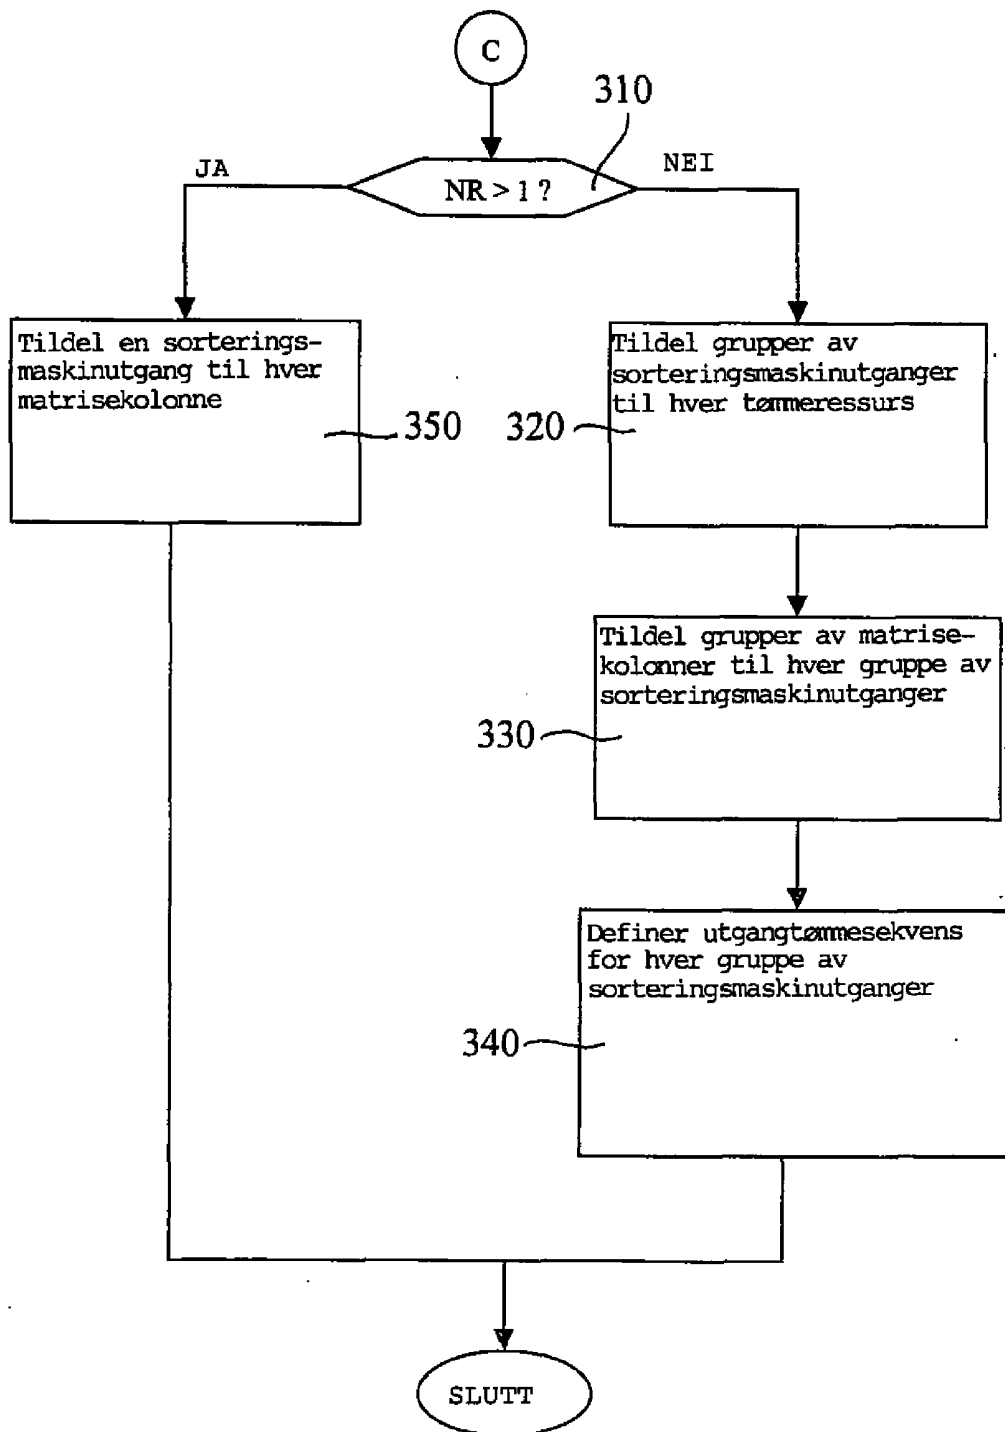 C
310
JA
NEI
NR > 1 ?
Tildel en sorterings-
maskinutgang til hver
matrisekolonne
350
Tildel grupper av
sorteringsmaskinutganger
til hver tømmeressurs
320
Tildel grupper av matrise-
kolonner til hver gruppe av
sorteringsmaskinutganger
330
Definer utgangtømmesekvens
for hver gruppe av
sorteringsmaskinutganger
340
SLUTT